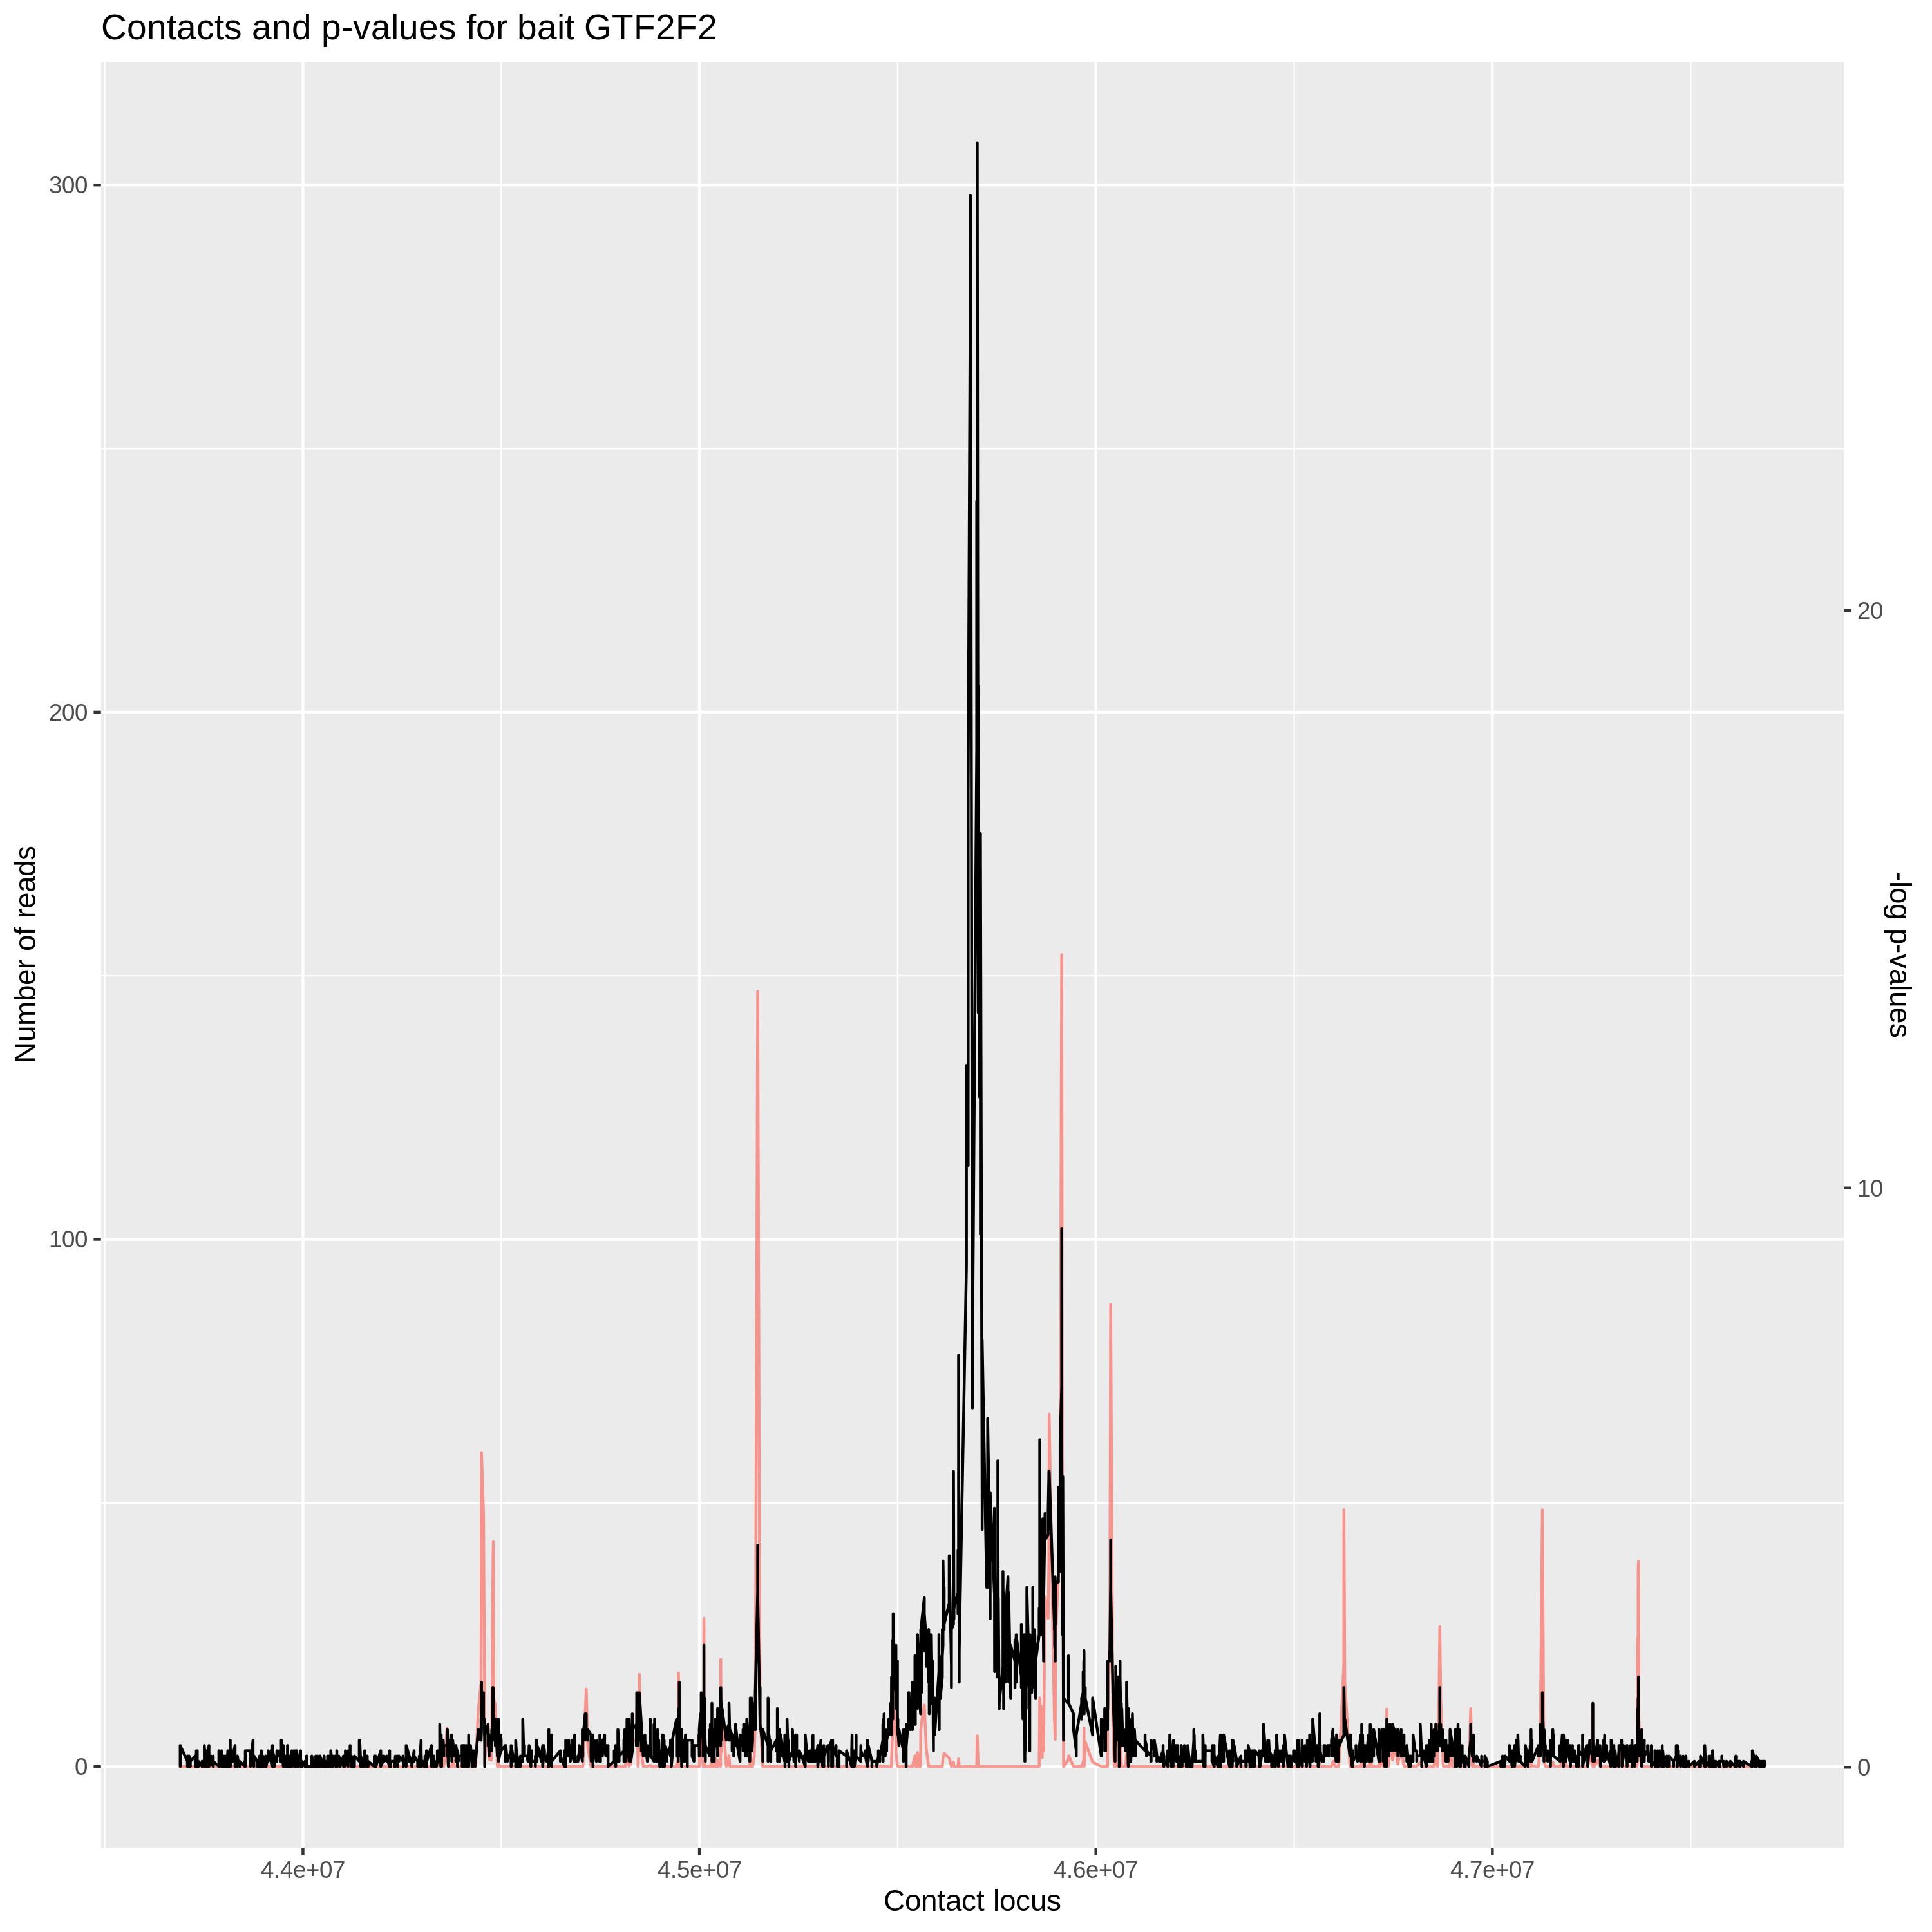 Contacts and p-values for bait GTF2F2
300
200
100
0
Number of reads
20
10
0
-log p-values
4.4e+07
4.5e+07
4.6e+07
4.7e+07
Contact locus